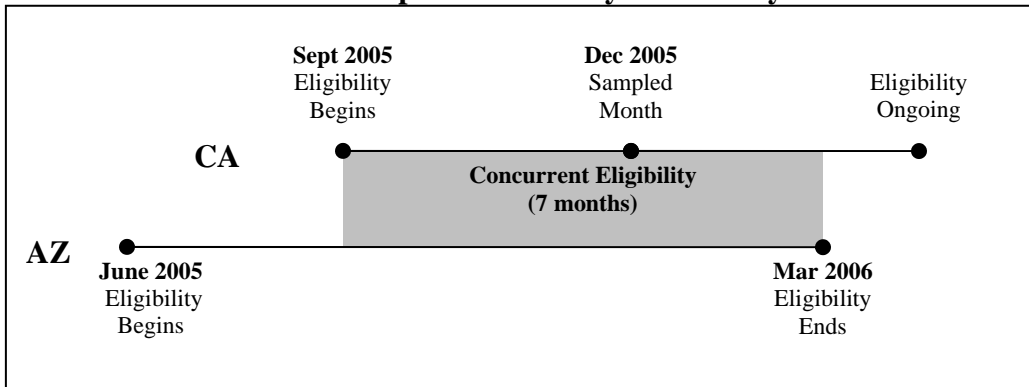 Sept 2005
Eligibility
Begins
Dec 2005
Sampled
Month
Eligibility
Ongoing
CA
Concurrent Eligibility
(7 months)
AZ
June 2005
Eligibility
Begins
Mar 2006
Eligibility
Ends